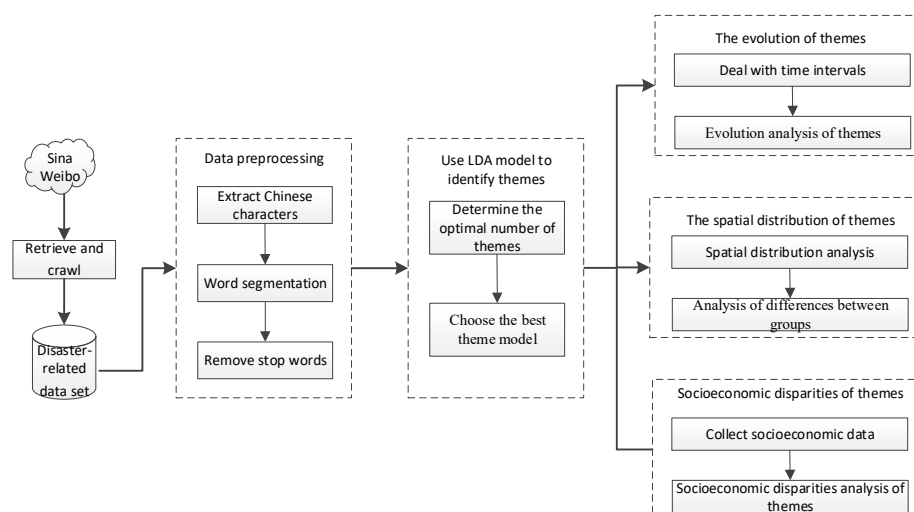 Sina
Weibo
Retrieve and
crawl
Disaster-
related
data set
Data preprocessing
Extract Chinese
characters
Word segmentation
Remove stop words
Use LDA model to
identify themes
Determine the
optimal number of
themes
Choose the best
theme model
The evolution of themes
Deal with time intervals
Evolution analysis of themes
The spatial distribution of themes
Spatial distribution analysis
Analysis of differences between
groups
Socioeconomic disparities of themes
Collect socioeconomic data
Socioeconomic disparities analysis of
themes